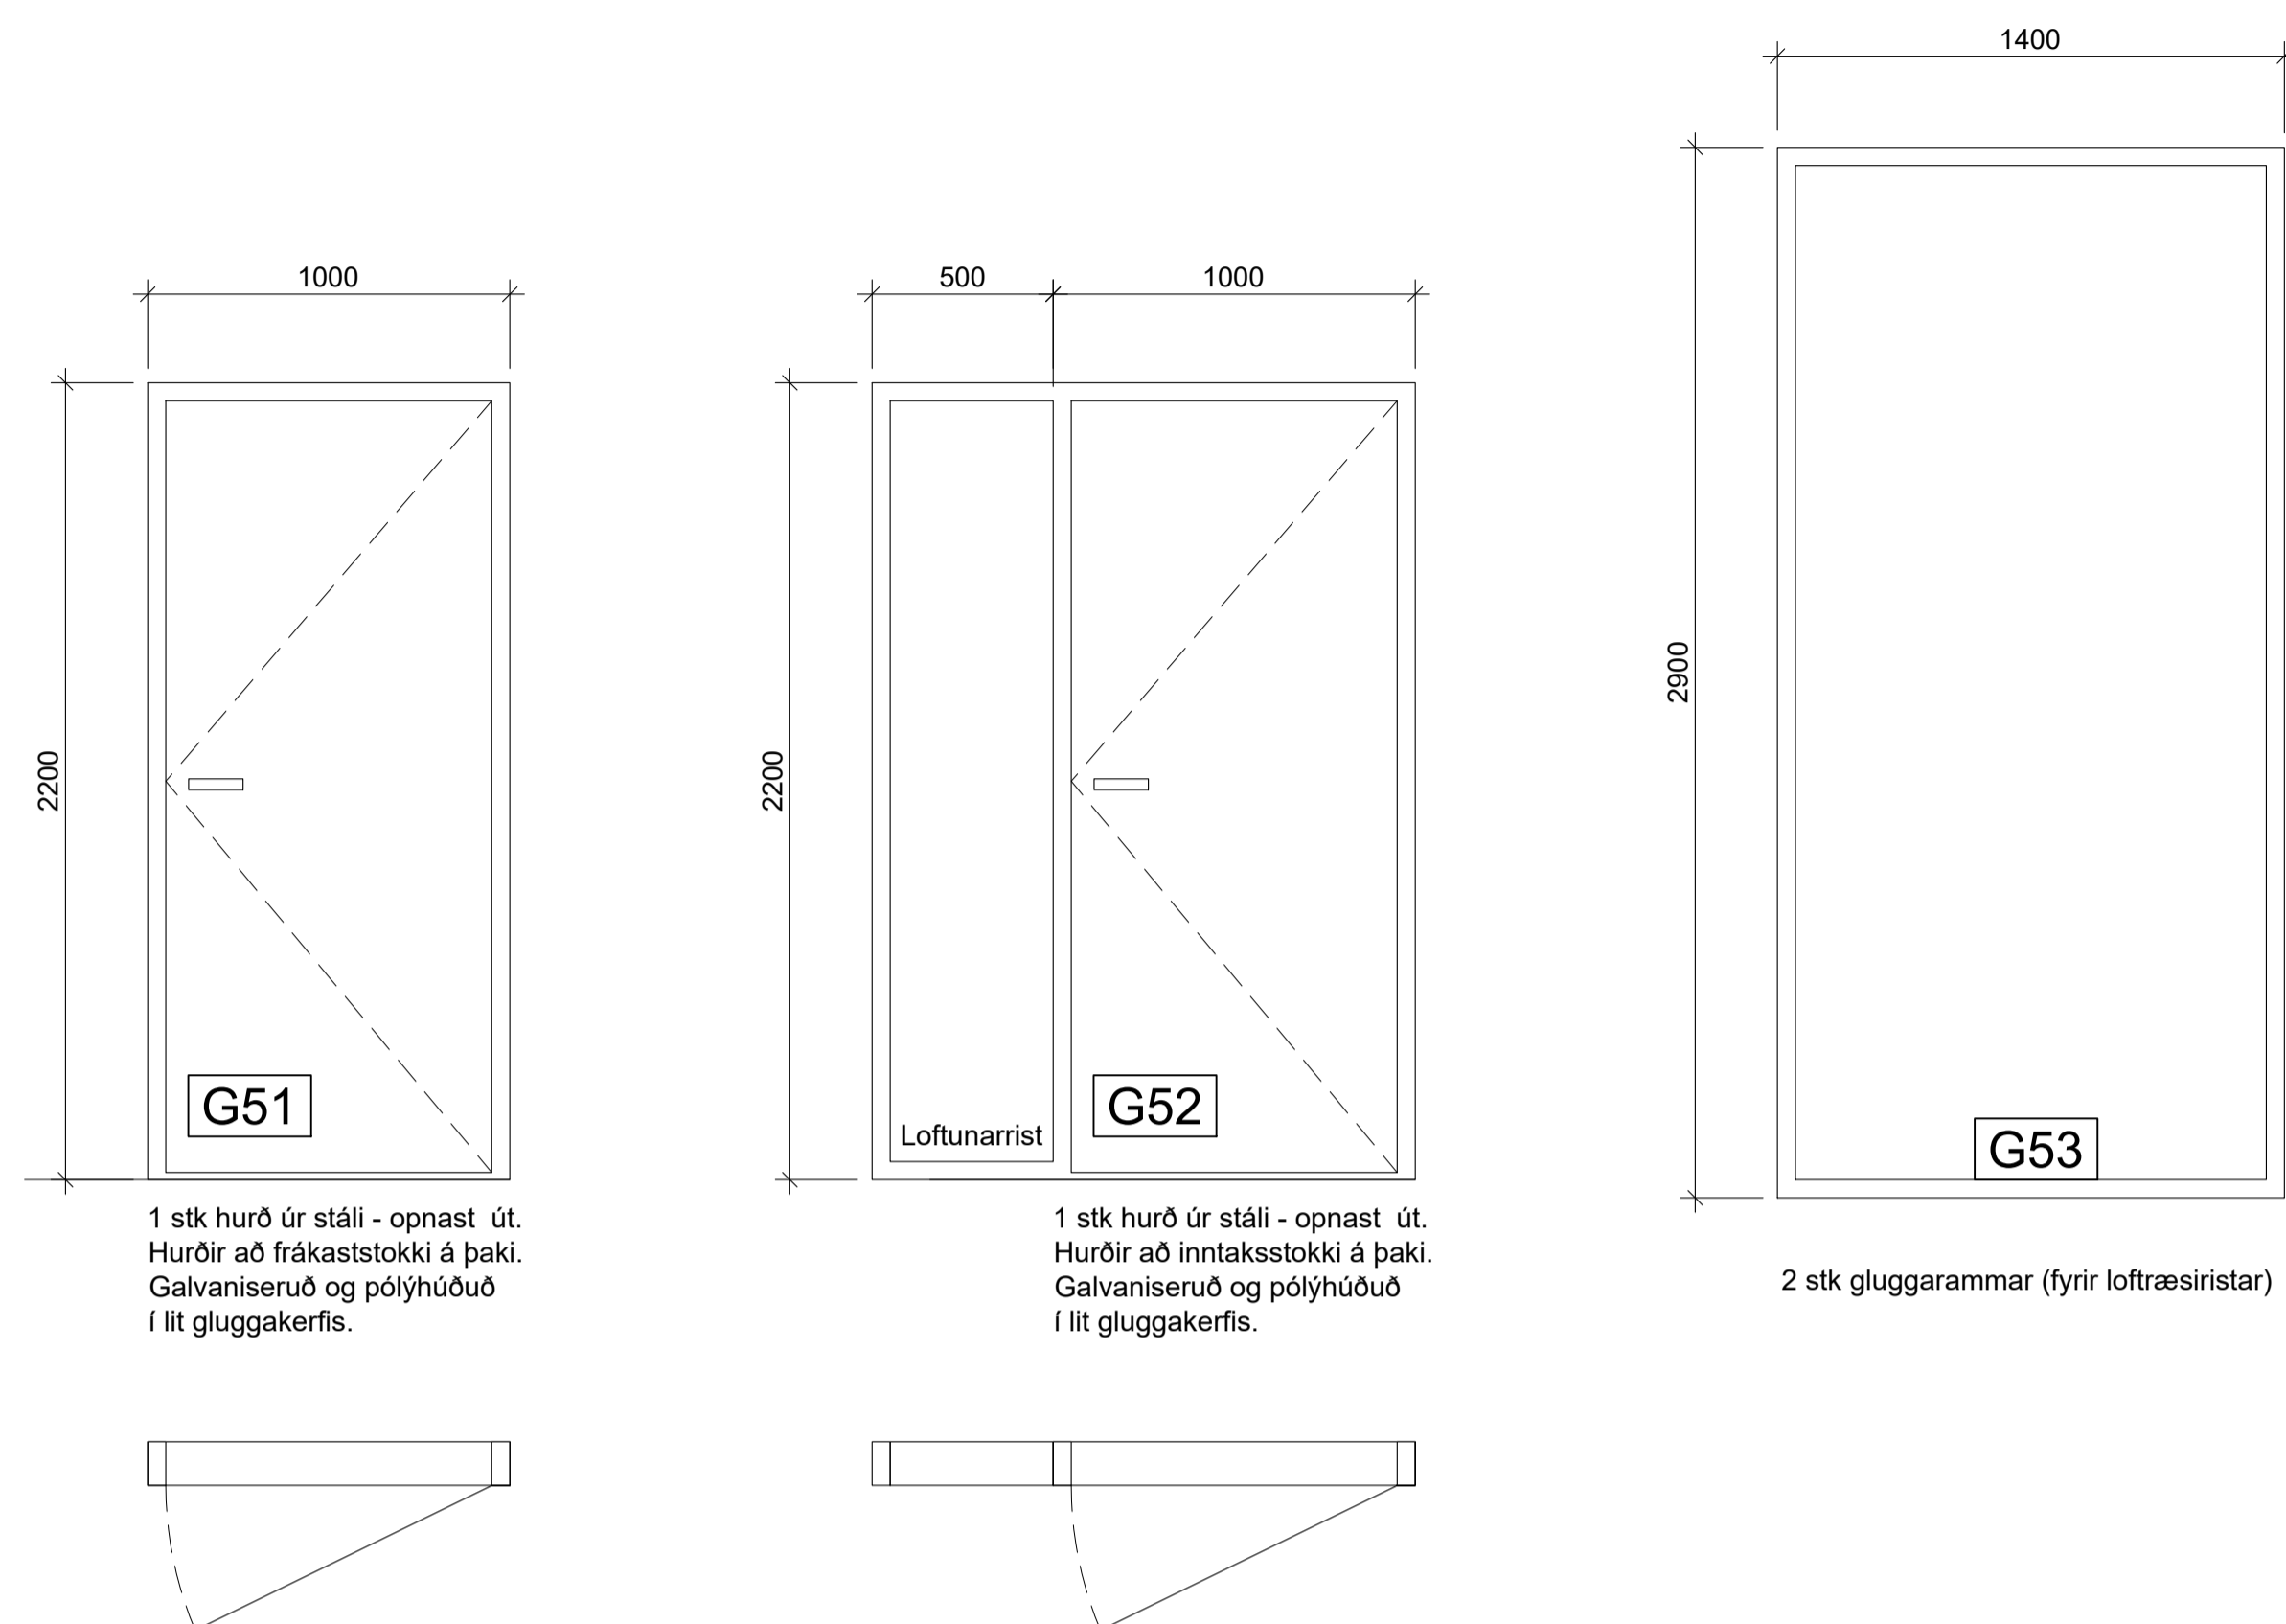 1400
1000
500
1000
2900
2200
2200
G51
Loftunarrist
G52
G53
1 stk hurð úr stáli - opnast  út.
Hurðir að frákaststokki á þaki.
Galvaniseruð og pólýhúðuð
í lit gluggakerfis.
1 stk hurð úr stáli - opnast  út.
Hurðir að inntaksstokki á þaki.
Galvaniseruð og pólýhúðuð
í lit gluggakerfis.
2 stk gluggarammar (fyrir loftræsiristar)